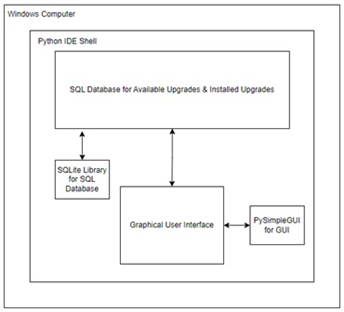 Windows Computer
Python IDE Shell
SQL Database for Available Upgrades & Installed Upgrades
SQLite Library
for SQL
Database
Graphical User Interface
PySimpleGUI
for GUI